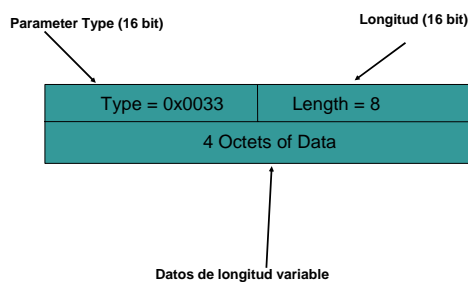 Parameter Type (16 bit)
Longitud (16 bit)
Type = 0x0033
Length = 8
4 Octets of Data
Datos de longitud variable